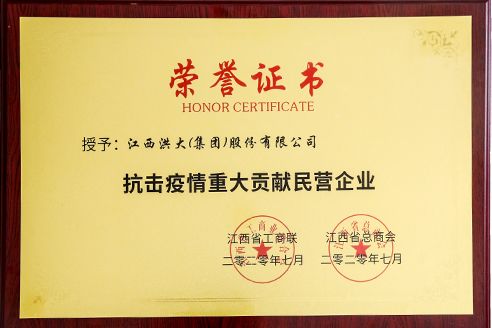 荣誉证书
HONOR CERTIFICATE
授予：江西洪大(集团)股份有限公司
抗击疫情重大贡献民营企业
江西省工商联 江西省总商会
二零二零年七月 二零二零年七月